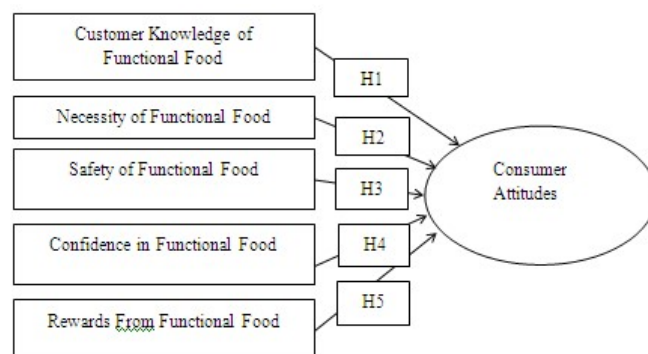 Customer Knowledge of
Functional Food
H1
Necessity of Functional Food
H2
Safety of Functional Food
H3
Confidence in Functional Food
H4
Rewards From Functional Food
H5
Consumer
Attitudes